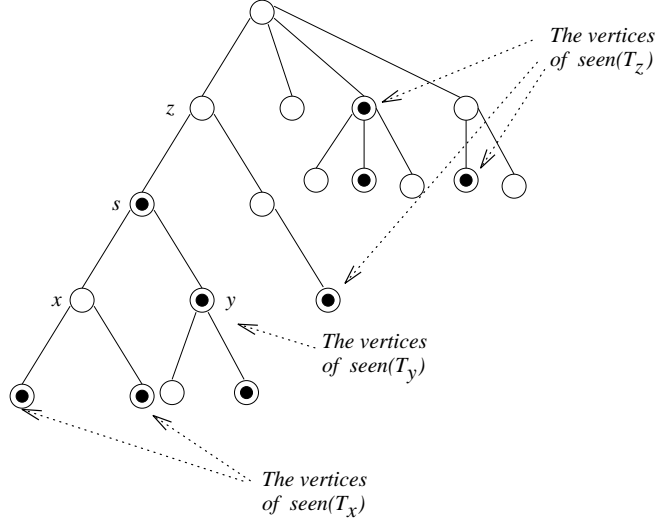 The vertices
of seen(T_z)
z
s
x
y
The vertices
of seen(T_y)
The vertices
of seen(T_x)